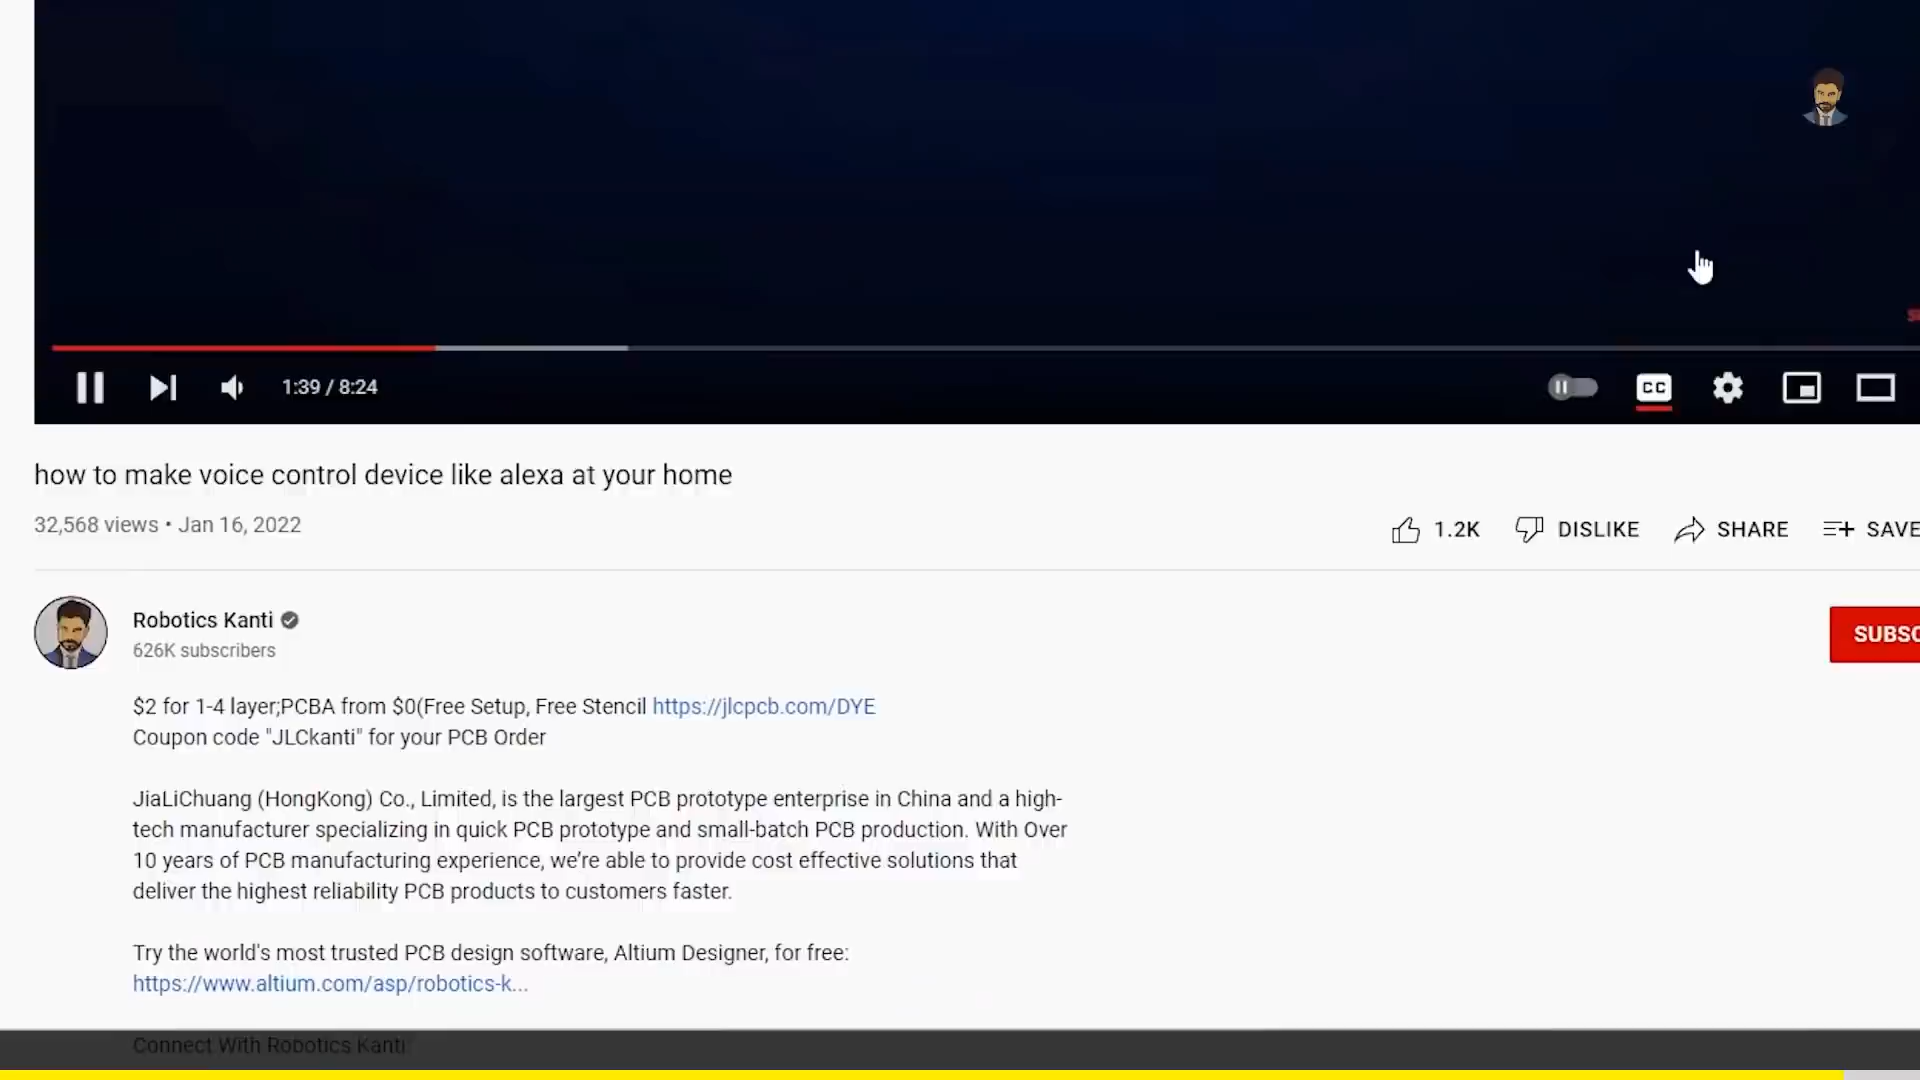 1:39 / 8:24
CC
how to make voice control device like alexa at your home
32,568 views • Jan 16, 2022
1.2K DISLIKE SHARE SAVE
Robotics Kanti
626K subscribers
SUBSC
$2 for 1-4 layer;PCBA from $0(Free Setup, Free Stencil https://jlcpcb.com/DYE
Coupon code "JLCkanti" for your PCB Order
JiaLiChuang (HongKong) Co., Limited, is the largest PCB prototype enterprise in China and a high-
tech manufacturer specializing in quick PCB prototype and small-batch PCB production. With Over
10 years of PCB manufacturing experience, we’re able to provide cost effective solutions that
deliver the highest reliability PCB products to customers faster.
Try the world's most trusted PCB design software, Altium Designer, for free:
https://www.altium.com/asp/robotics-k...
Connect With Robotics Kanti